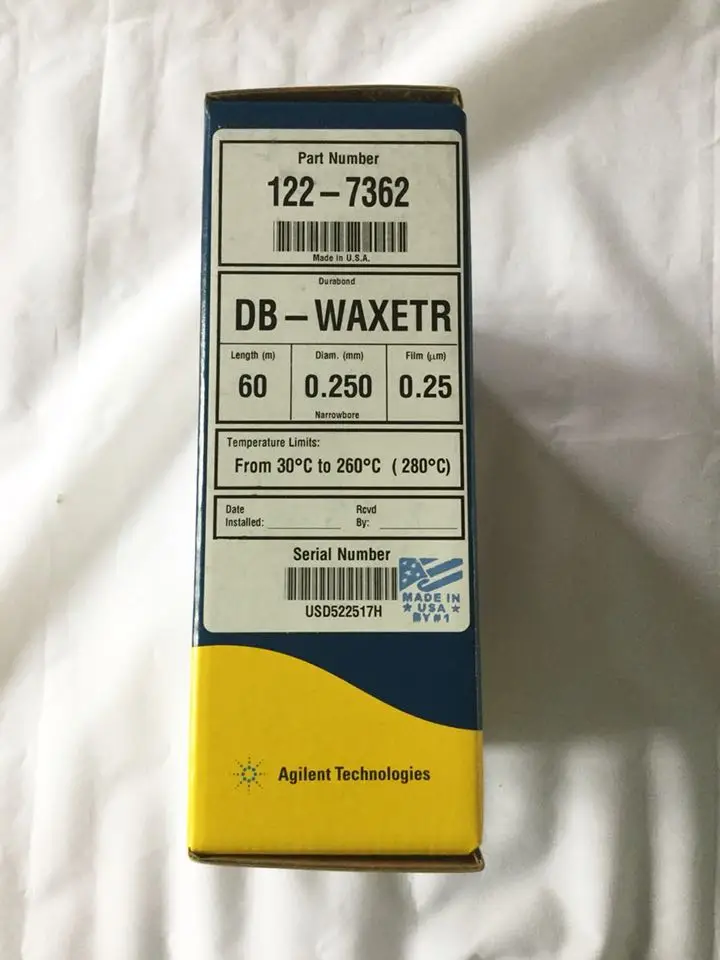 Part Number
122-7362
Made in U.S.A.
Durabond
DB-WAXETR
Length (m) Diam. (mm) Film (µm)
60 0.250 0.25
Narrowbore
Temperature Limits:
From 30°C to 260°C (280°C)
Date Rcvd
Installed: By:
Serial Number
USD522517H
MADE IN
★ USA ★
BY #1
Agilent Technologies